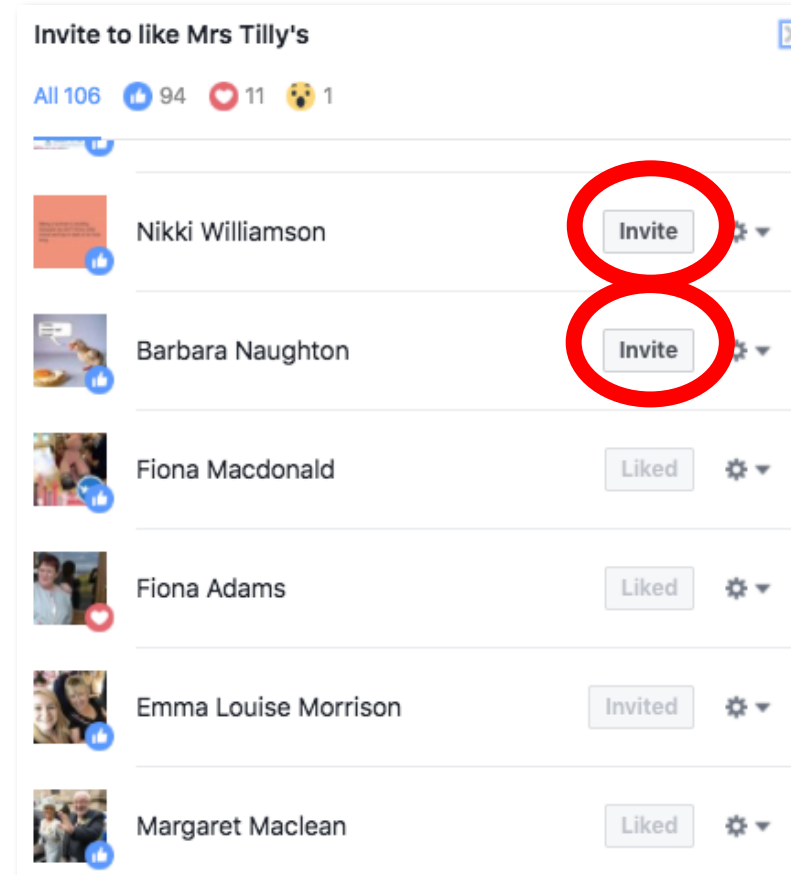 Invite to like Mrs Tilly's
All 106 94 11 1
Nikki Williamson Invite
Barbara Naughton Invite
Fiona Macdonald Liked
Fiona Adams Liked
Emma Louise Morrison Invited
Margaret Maclean Liked